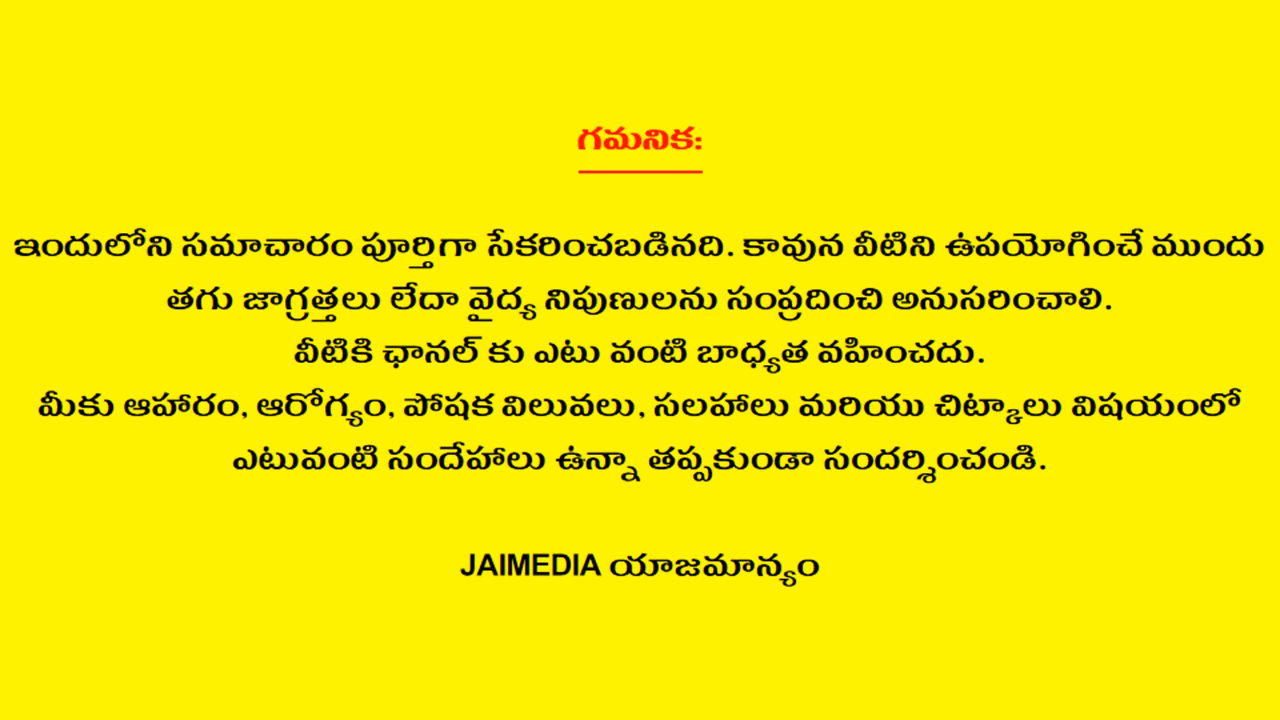 గమనిక:
ఇందులోని సమాచారం పూర్తిగా సేకరించబడినది. కావున వీటిని ఉపయోగించే ముందు
తగు జాగ్రత్తలు లేదా వైద్య నిపుణులను సంప్రదించి అనుసరించాలి.
వీటికి ఛానల్ కు ఎటు వంటి బాధ్యత వహించదు.
మీకు ఆహారం, ఆరోగ్యం, పోషక విలువలు, సలహాలు మరియు చిట్కాలు విషయంలో
ఎటువంటి సందేహాలు ఉన్నా తప్పకుండా సందర్శించండి.
JAIMEDIA యాజమాన్యం